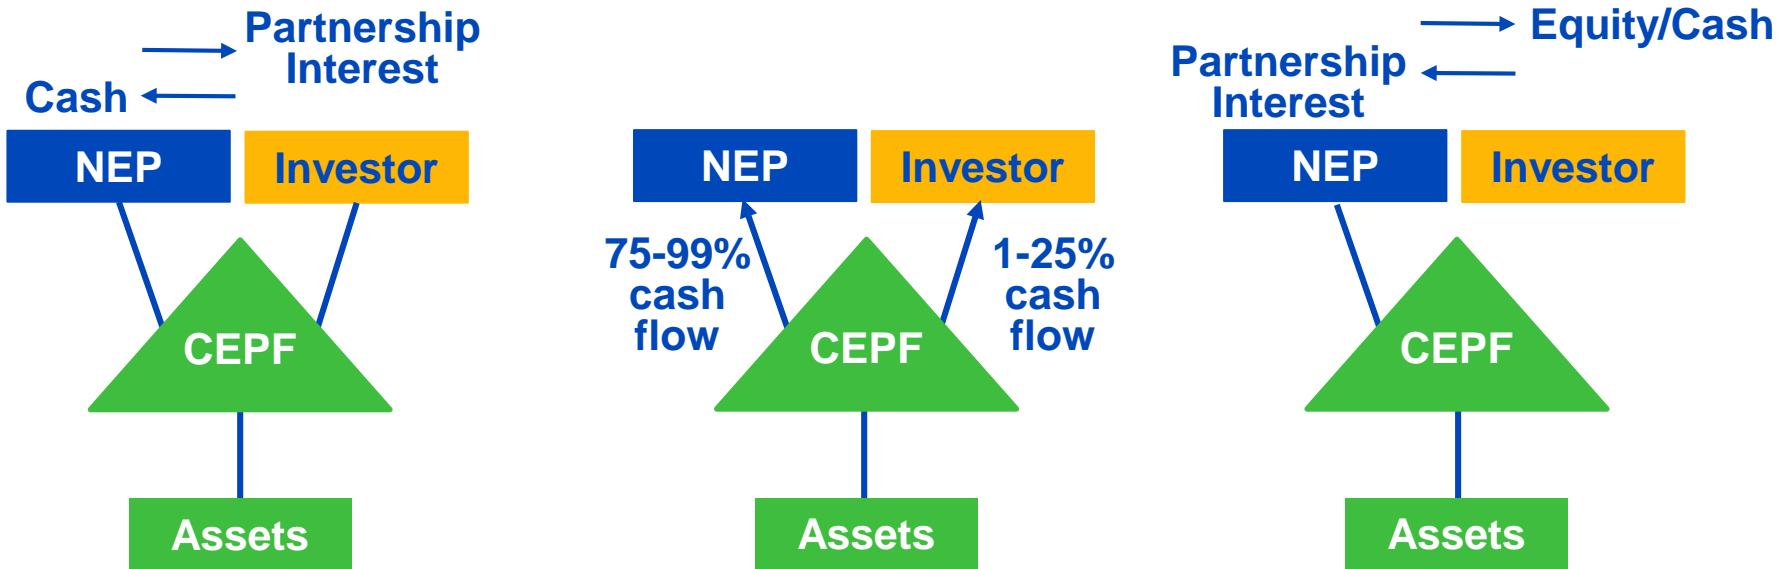 Partnership
Interest
Cash
NEP
Investor
CEPF
Assets
NEP
Investor
75-99%
cash
flow
1-25%
cash
flow
CEPF
Assets
Equity/Cash
Partnership
Interest
NEP
Investor
CEPF
Assets